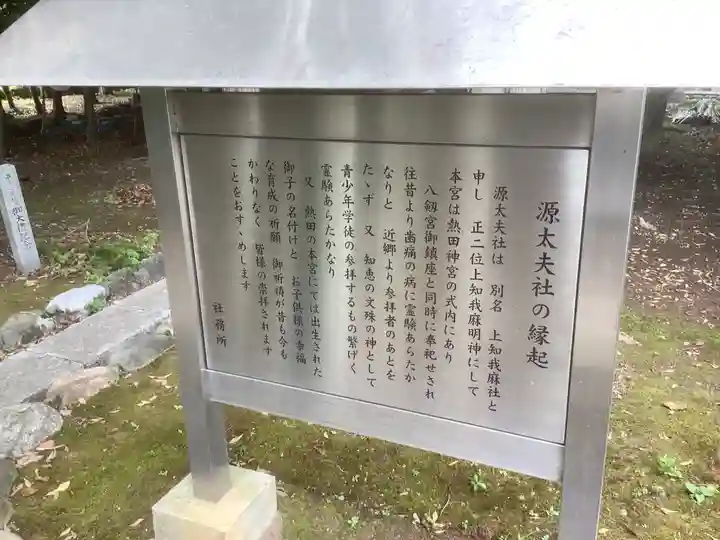 源太夫社の縁起
源太夫社は 別名 上知我麻社と
申し 正二位上知我麻明神にして
本宮は熱田神宮の式内にあり
八剱宮御鎮座と同時に奉祀せされ
往昔より歯痛の病に霊験あらたか
なりと 近郷より参拝者のあとを
たゝず 又 知恵の文殊の神として
青少年学徒の参拝するもの繁げく
霊験あらたかなり
又 熱田の本宮にては出生された
御子の名付けと お子供様の幸福
な育成の祈願 御祈祷が昔も今も
かわりなく 皆様の崇拝されます
ことをおすゝめします
社務所